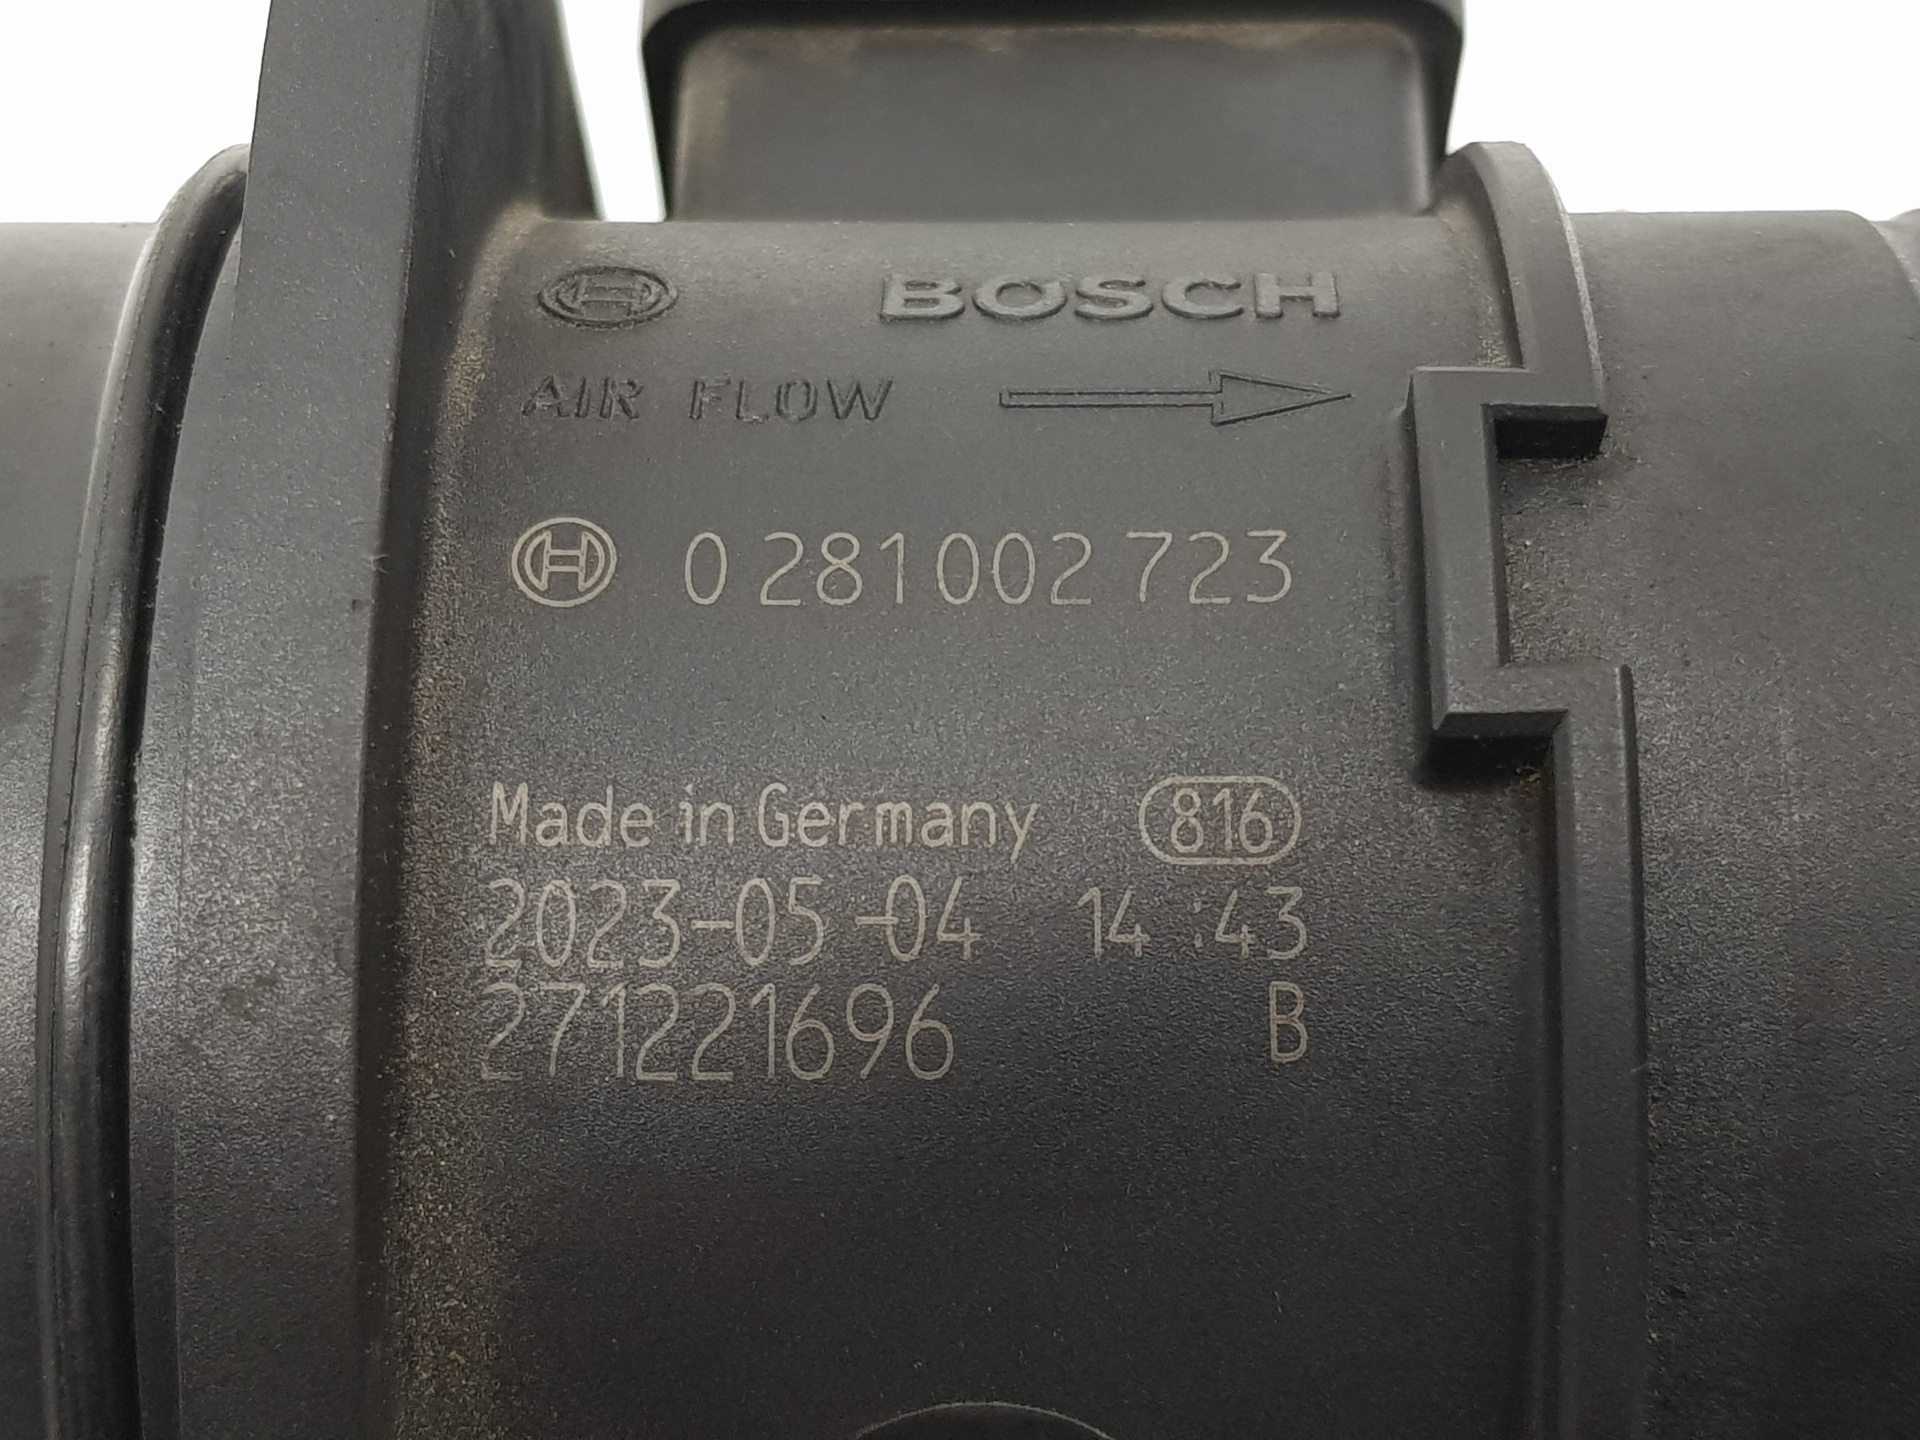 BOSCH
AIR FLOW
0 281 002 723
Made in Germany 816
2023-05-04 14:43
271221696 B